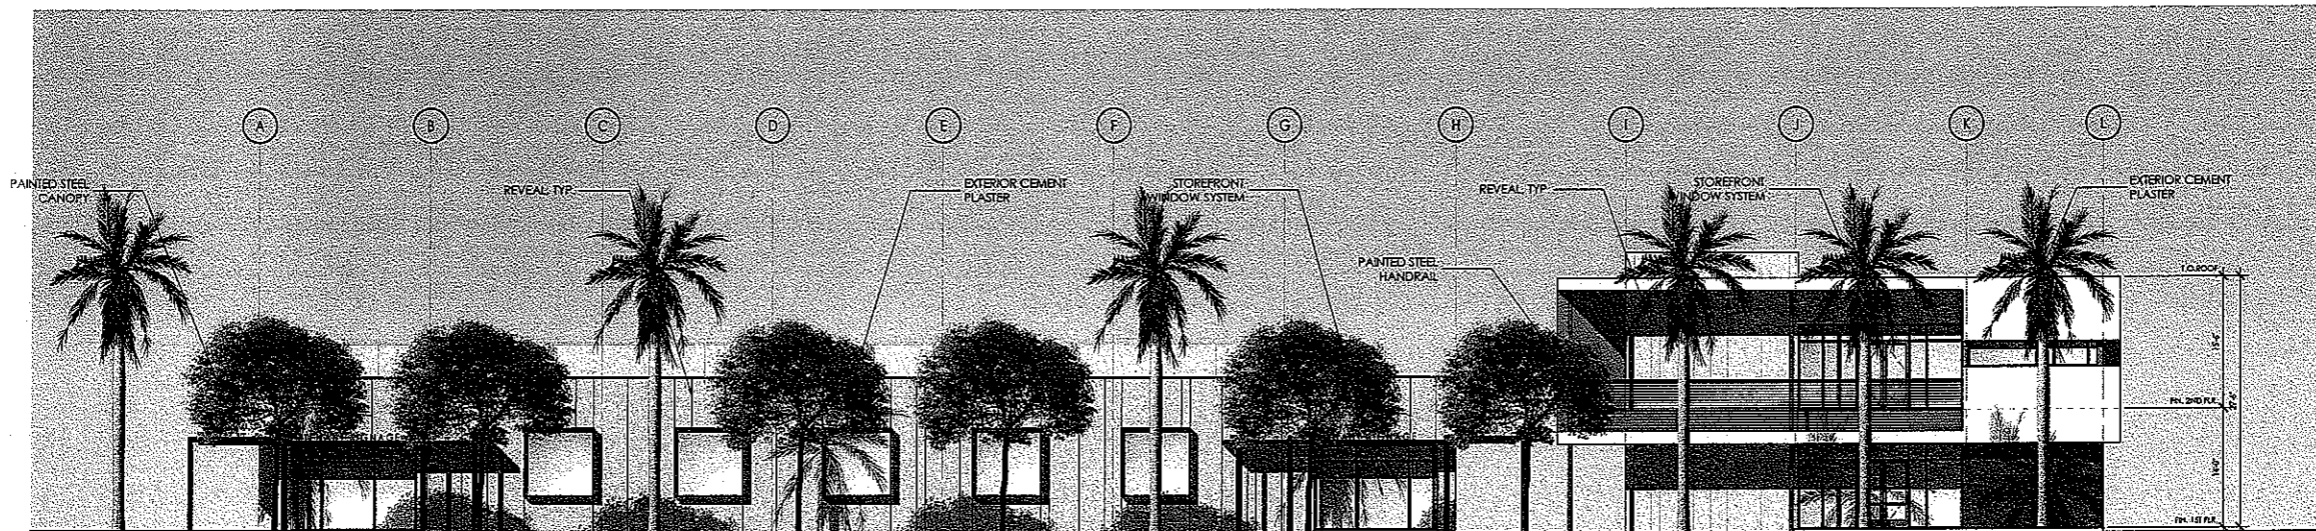 A
B
C
D
E
F
G
H
I
J
K
L
PAINTED STEEL
CANOPY
REVEAL, TYP
EXTERIOR CEMENT
PLASTER
STOREFRONT
WINDOW SYSTEM
REVEAL, TYP
STOREFRONT
WINDOW SYSTEM
EXTERIOR CEMENT
PLASTER
PAINTED STEEL
HANDRAIL
T.O.ROOF
FIN. 2ND FLR.
FIN. 1ST FLR.